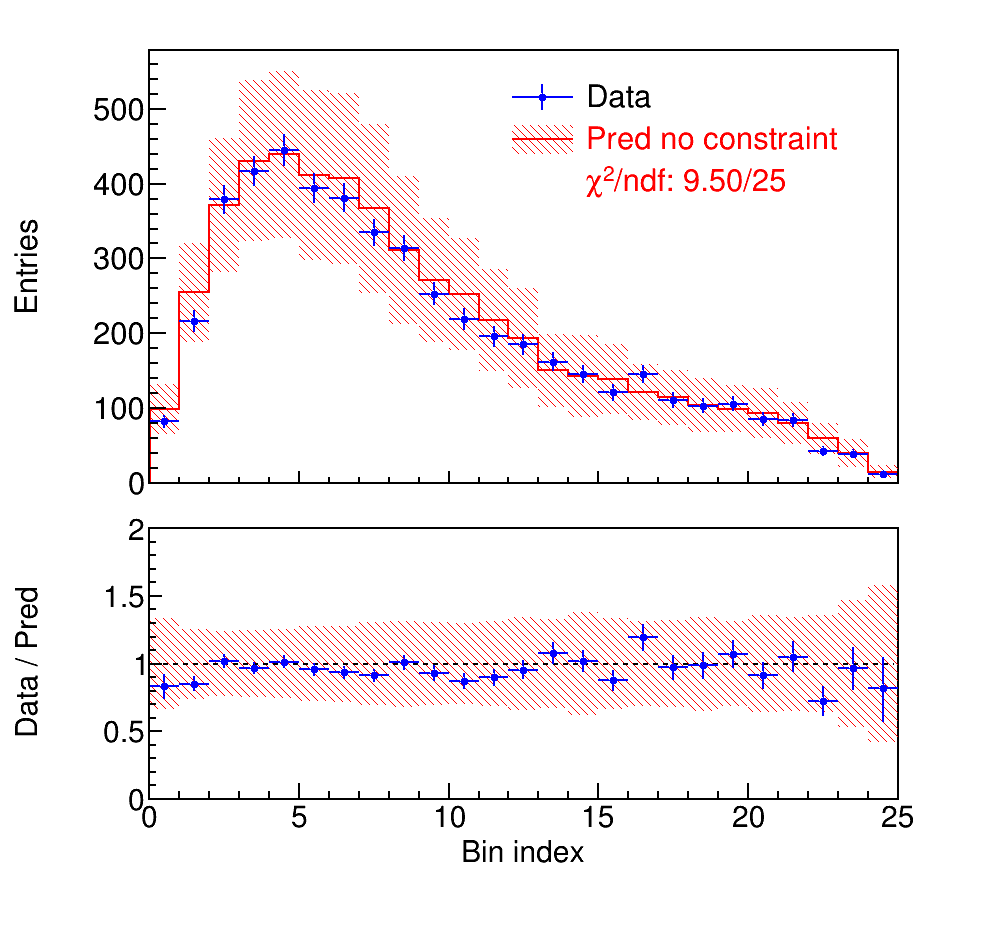 Entries
500
400
300
200
100
0
Data
Pred no constraint
χ²/ndf: 9.50/25
Data / Pred
2
1.5
1
0.5
0
0 5 10 15 20 25
Bin index